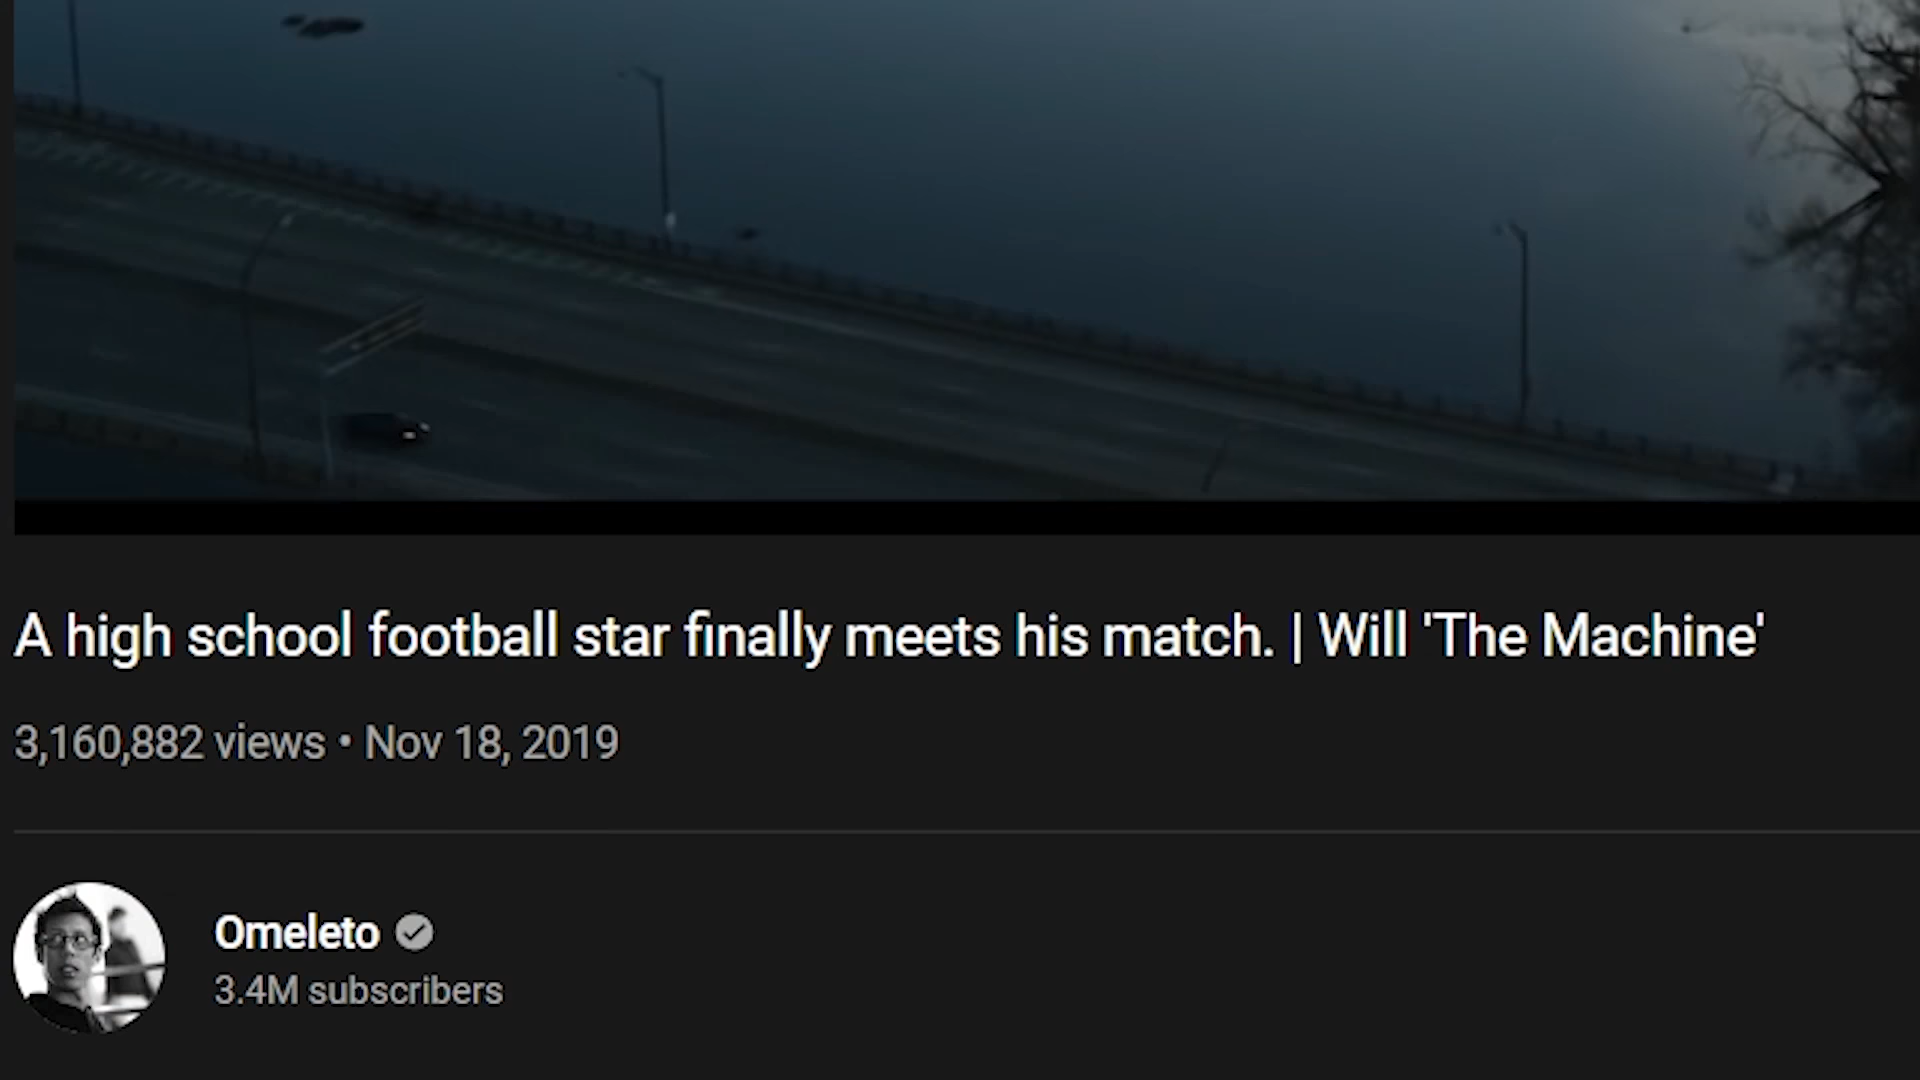 A high school football star finally meets his match. | Will 'The Machine'
3,160,882 views • Nov 18, 2019
Omeleto
3.4M subscribers